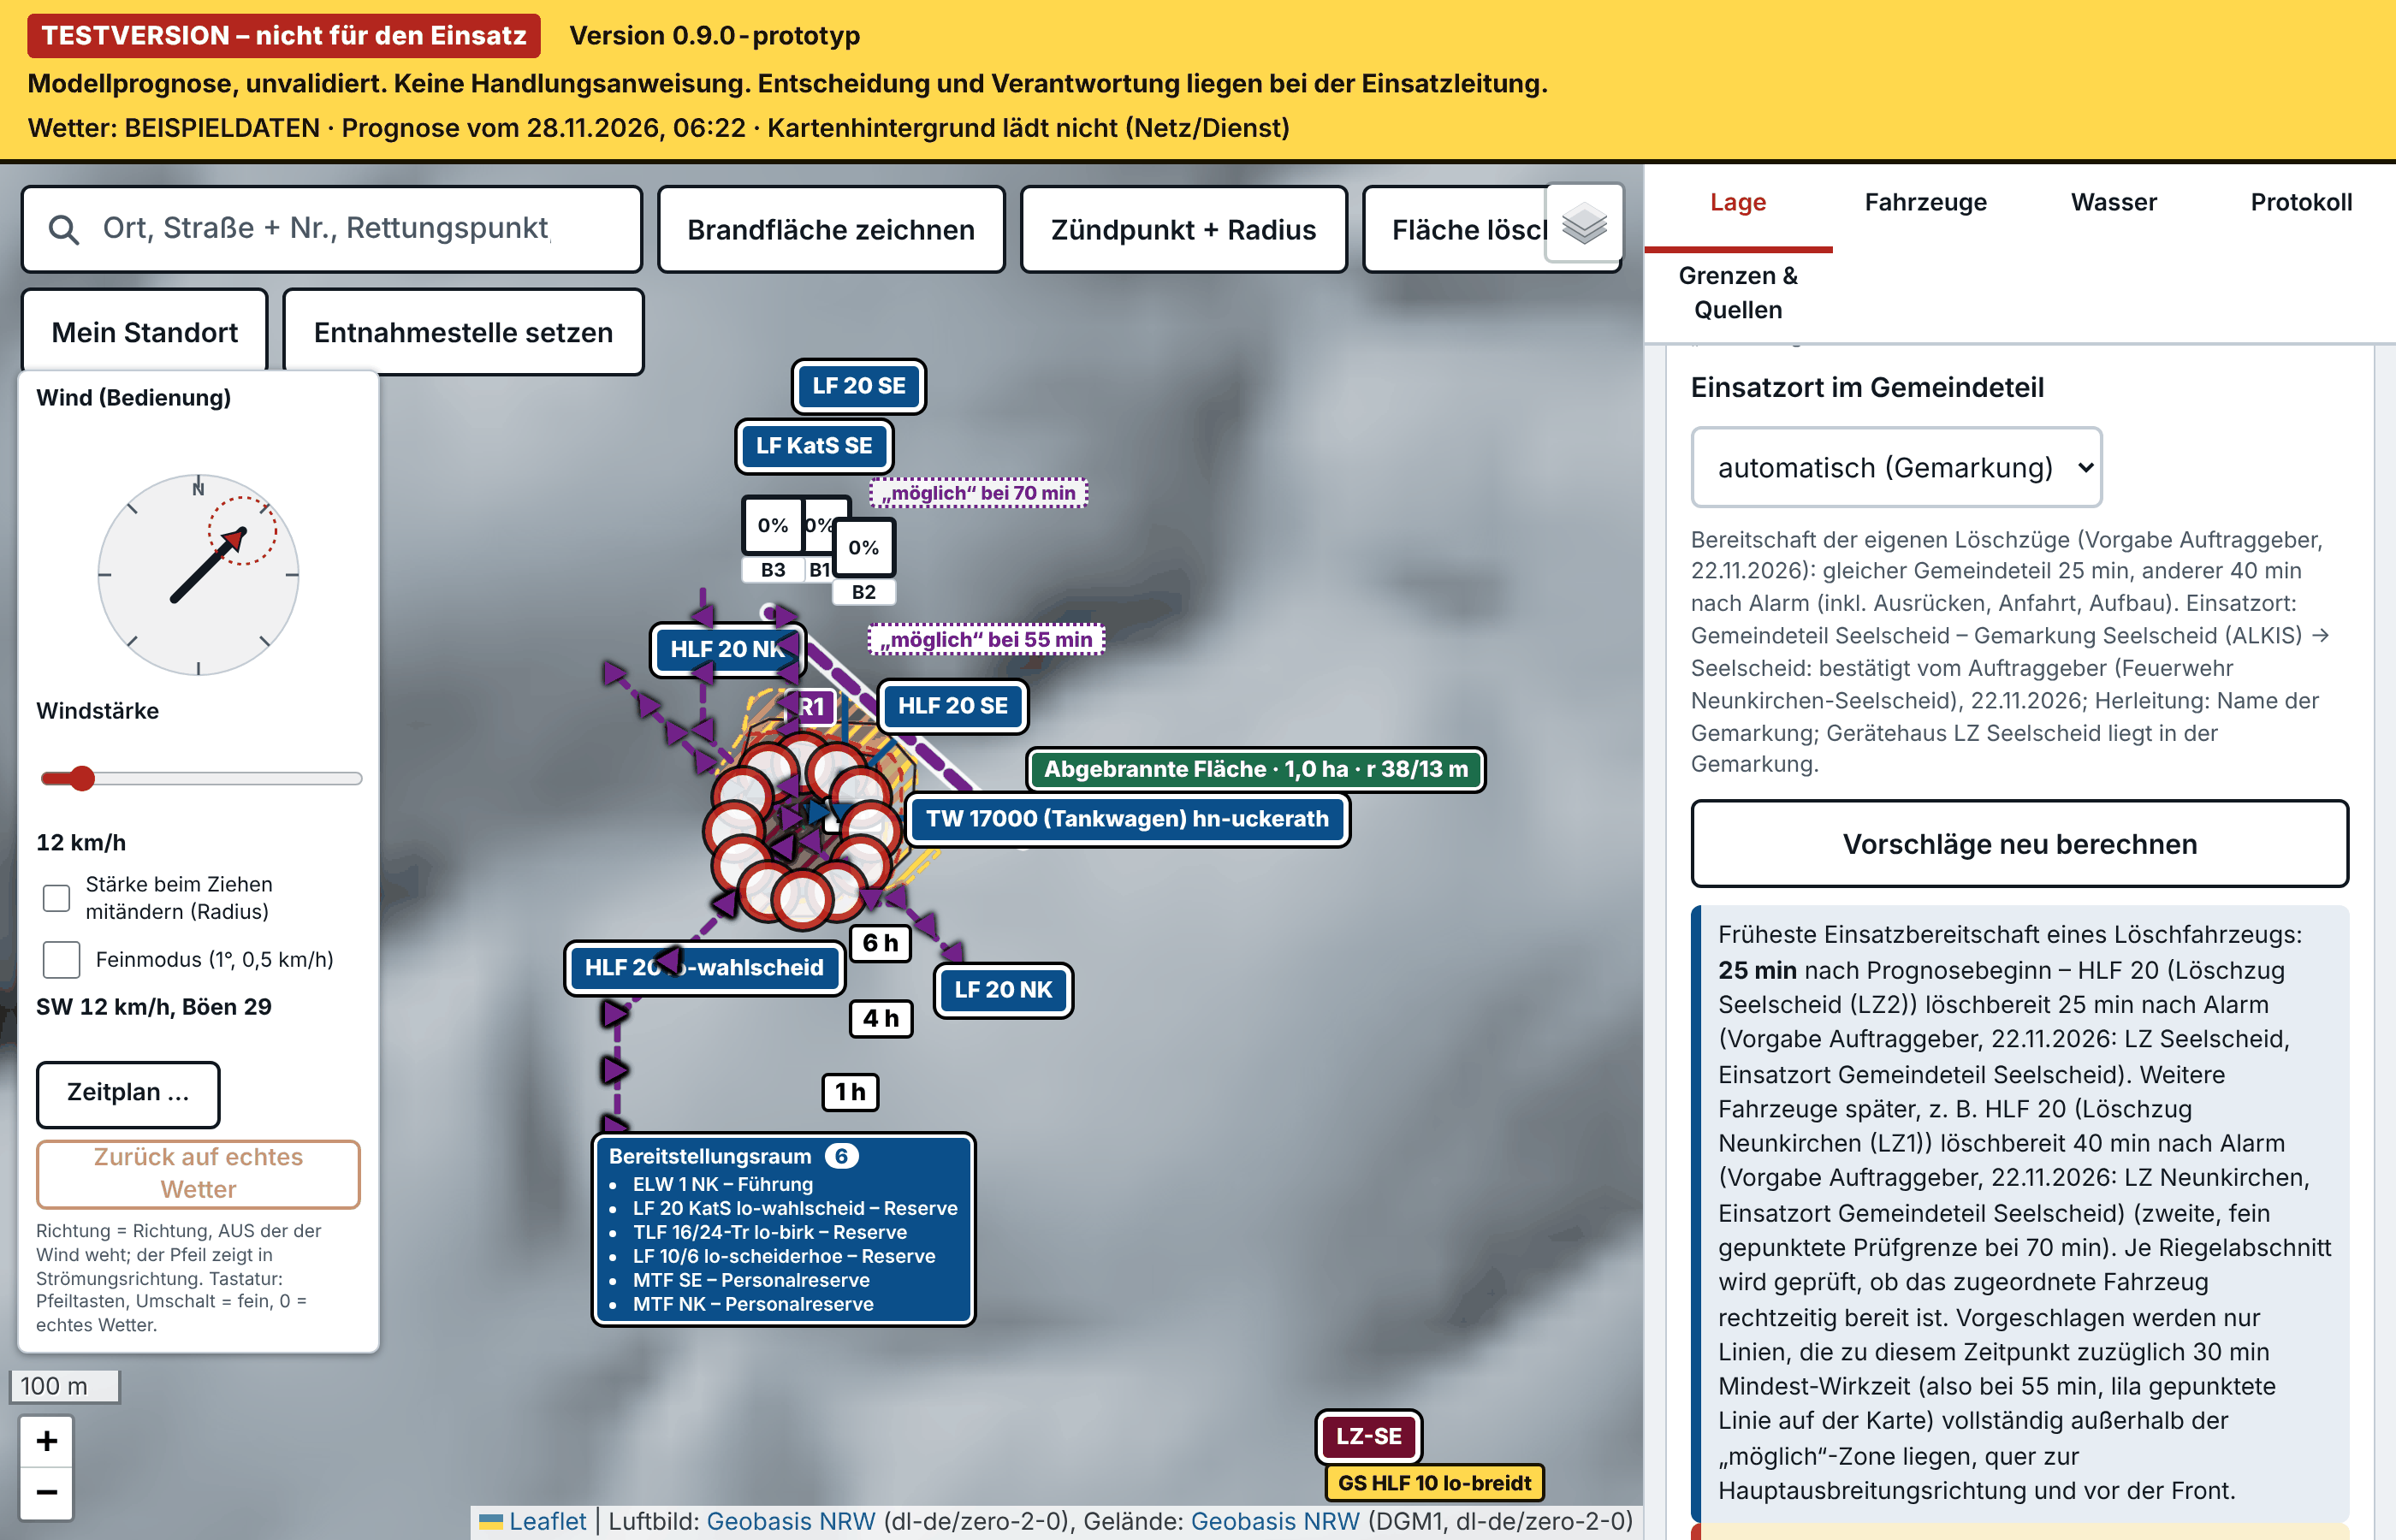 TESTVERSION – nicht für den Einsatz
Version 0.9.0-prototyp
Modellprognose, unvalidiert. Keine Handlungsanweisung. Entscheidung und Verantwortung liegen bei der Einsatzleitung.
Wetter: BEISPIELDATEN · Prognose vom 28.11.2026, 06:22 · Kartenhintergrund lädt nicht (Netz/Dienst)
Ort, Straße + Nr., Rettungspunkt,
Brandfläche zeichnen
Zündpunkt + Radius
Fläche lösch
Mein Standort
Entnahmestelle setzen
Wind (Bedienung)
N
Windstärke
12 km/h
Stärke beim Ziehen
mitändern (Radius)
Feinmodus (1°, 0,5 km/h)
SW 12 km/h, Böen 29
Zeitplan ...
Zurück auf echtes
Wetter
Richtung = Richtung, AUS der der
Wind weht; der Pfeil zeigt in
Strömungsrichtung. Tastatur:
Pfeiltasten, Umschalt = fein, 0 =
echtes Wetter.
100 m
+
−
LF 20 SE
LF KatS SE
„möglich“ bei 70 min
0%
0%
0%
B3
B1
B2
„möglich“ bei 55 min
HLF 20 NK
R1
HLF 20 SE
Abgebrannte Fläche · 1,0 ha · r 38/13 m
TW 17000 (Tankwagen) hn-uckerath
6 h
HLF 20 lo-wahlscheid
LF 20 NK
4 h
1 h
Bereitstellungsraum 6
• ELW 1 NK – Führung
• LF 20 KatS lo-wahlscheid – Reserve
• TLF 16/24-Tr lo-birk – Reserve
• LF 10/6 lo-scheiderhoe – Reserve
• MTF SE – Personalreserve
• MTF NK – Personalreserve
LZ-SE
GS HLF 10 lo-breidt
Leaflet | Luftbild: Geobasis NRW (dl-de/zero-2-0), Gelände: Geobasis NRW (DGM1, dl-de/zero-2-0)
Lage
Fahrzeuge
Wasser
Protokoll
Grenzen &
Quellen
Einsatzort im Gemeindeteil
automatisch (Gemarkung)
Bereitschaft der eigenen Löschzüge (Vorgabe Auftraggeber,
22.11.2026): gleicher Gemeindeteil 25 min, anderer 40 min
nach Alarm (inkl. Ausrücken, Anfahrt, Aufbau). Einsatzort:
Gemeindeteil Seelscheid – Gemarkung Seelscheid (ALKIS) →
Seelscheid: bestätigt vom Auftraggeber (Feuerwehr
Neunkirchen-Seelscheid), 22.11.2026; Herleitung: Name der
Gemarkung; Gerätehaus LZ Seelscheid liegt in der
Gemarkung.
Vorschläge neu berechnen
Früheste Einsatzbereitschaft eines Löschfahrzeugs:
25 min nach Prognosebeginn – HLF 20 (Löschzug
Seelscheid (LZ2)) löschbereit 25 min nach Alarm
(Vorgabe Auftraggeber, 22.11.2026: LZ Seelscheid,
Einsatzort Gemeindeteil Seelscheid). Weitere
Fahrzeuge später, z. B. HLF 20 (Löschzug
Neunkirchen (LZ1)) löschbereit 40 min nach Alarm
(Vorgabe Auftraggeber, 22.11.2026: LZ Neunkirchen,
Einsatzort Gemeindeteil Seelscheid) (zweite, fein
gepunktete Prüfgrenze bei 70 min). Je Riegelabschnitt
wird geprüft, ob das zugeordnete Fahrzeug
rechtzeitig bereit ist. Vorgeschlagen werden nur
Linien, die zu diesem Zeitpunkt zuzüglich 30 min
Mindest-Wirkzeit (also bei 55 min, lila gepunktete
Linie auf der Karte) vollständig außerhalb der
„möglich“-Zone liegen, quer zur
Hauptausbreitungsrichtung und vor der Front.